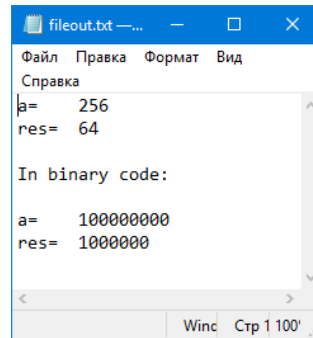 fileout.txt —...
Файл Правка Формат Вид
Справка
a= 256
res= 64
In binary code:
a= 100000000
res= 1000000
Стр 1 100